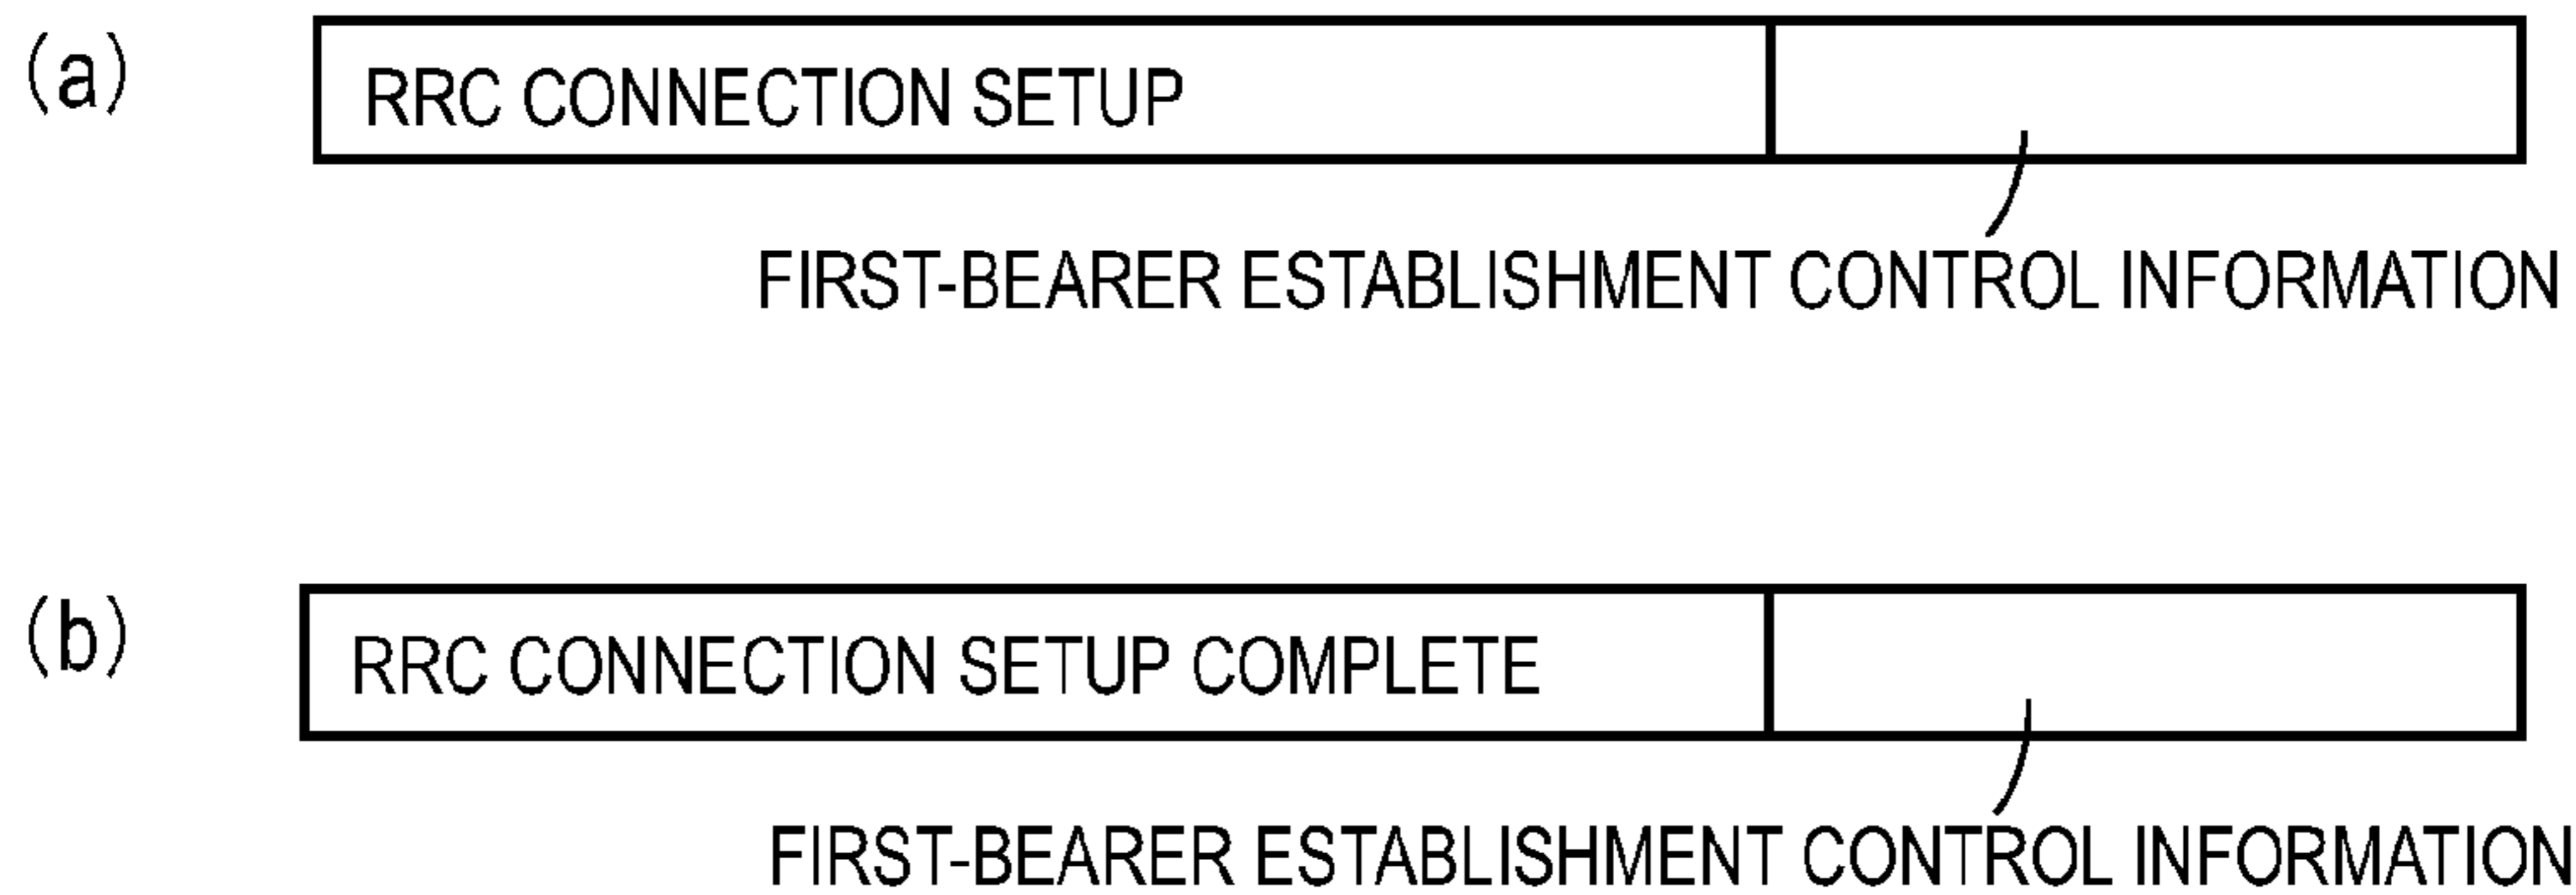 (a)
RRC CONNECTION SETUP
FIRST-BEARER ESTABLISHMENT CONTROL INFORMATION
(b)
RRC CONNECTION SETUP COMPLETE
FIRST-BEARER ESTABLISHMENT CONTROL INFORMATION